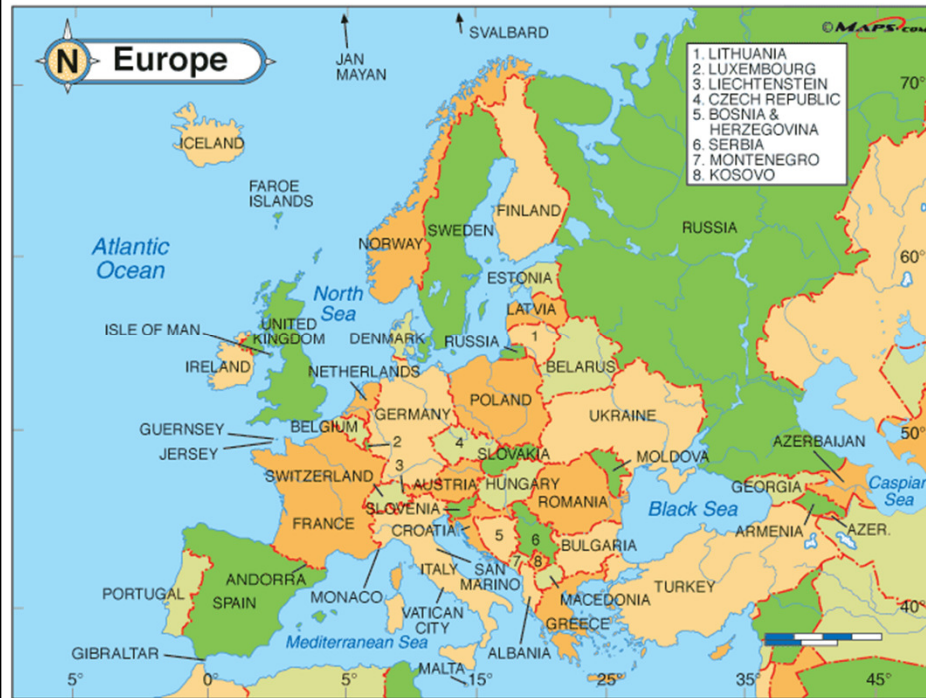 SVALBARD
©MAPS.com
JAN
MAYAN
N
Europe
1. LITHUANIA
2. LUXEMBOURG
3. LIECHTENSTEIN
4. CZECH REPUBLIC
5. BOSNIA &
HERZEGOVINA
6. SERBIA
7. MONTENEGRO
8. KOSOVO
70°
ICELAND
FAROE
ISLANDS
FINLAND
RUSSIA
SWEDEN
NORWAY
Atlantic
Ocean
60°
ESTONIA
North
Sea
LATVIA
ISLE OF MAN
UNITED
KINGDOM
DENMARK
RUSSIA
1
IRELAND
NETHERLANDS
BELARUS
POLAND
GERMANY
UKRAINE
GUERNSEY
BELGIUM
50°
JERSEY
2
4
AZERBAIJAN
SLOVAKIA
MOLDOVA
3
SWITZERLAND
AUSTRIA
HUNGARY
GEORGIA
Caspian
Sea
ROMANIA
SLOVENIA
Black Sea
FRANCE
CROATIA
5
6
ARMENIA
AZER.
BULGARIA
7
8
ITALY
SAN
MARINO
ANDORRA
TURKEY
PORTUGAL
SPAIN
MONACO
MACEDONIA
40°
VATICAN
CITY
GREECE
Mediterranean Sea
GIBRALTAR
ALBANIA
MALTA
5°
0°
5°
15°
25°
35°
45°